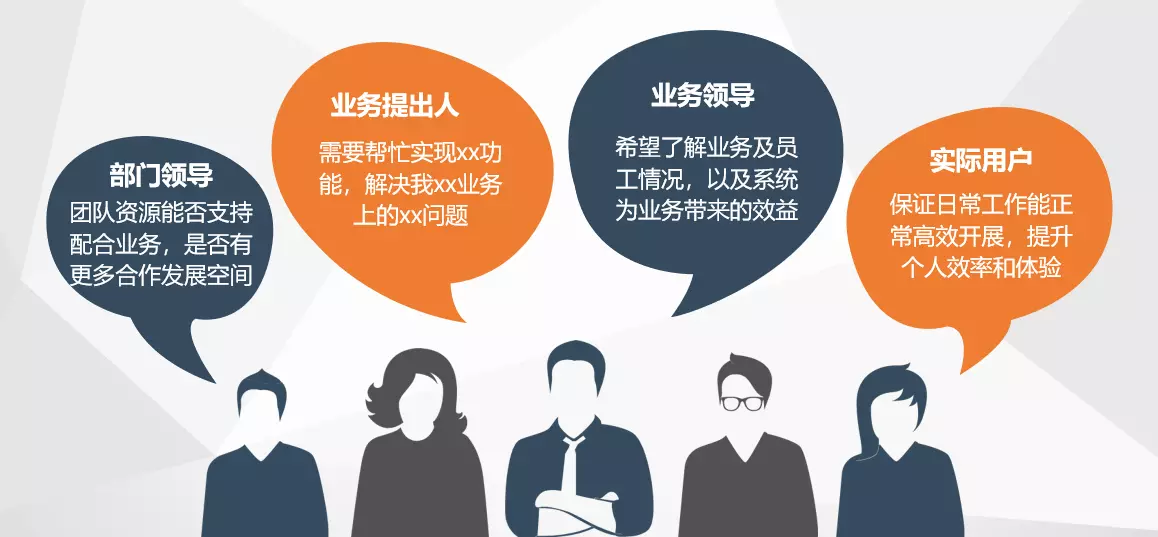 部门领导
团队资源能否支持
配合业务，是否有
更多合作发展空间
业务提出人
需要帮忙实现xx功
能，解决我xx业务
上的xx问题
业务领导
希望了解业务及员
工情况，以及系统
为业务带来的效益
实际用户
保证日常工作能正
常高效开展，提升
个人效率和体验